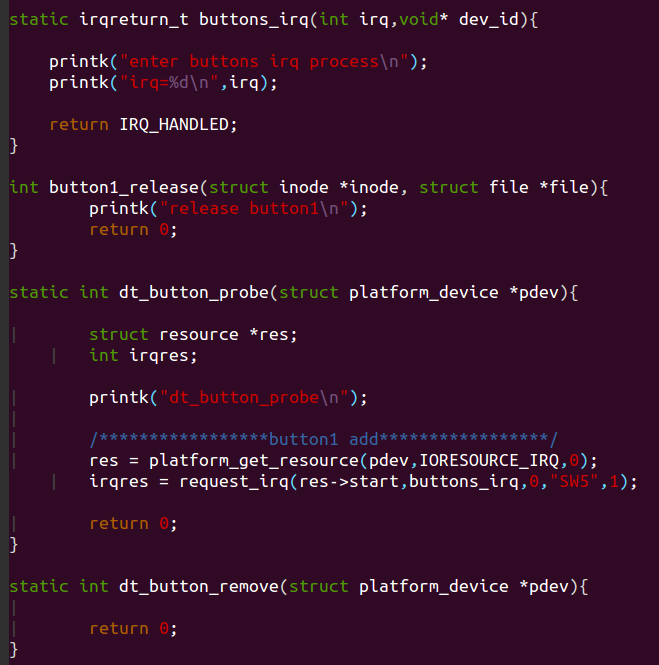 static irqreturn_t buttons_irq(int irq,void* dev_id){
printk("enter buttons irq process\n");
printk("irq=%d\n",irq);
return IRQ_HANDLED;
}
int button1_release(struct inode *inode, struct file *file){
printk("release button1\n");
return 0;
}
static int dt_button_probe(struct platform_device *pdev){
struct resource *res;
int irqres;
printk("dt_button_probe\n");
/*****************button1 add*****************/
res = platform_get_resource(pdev,IORESOURCE_IRQ,0);
irqres = request_irq(res->start,buttons_irq,0,"SW5",1);
return 0;
}
static int dt_button_remove(struct platform_device *pdev){
return 0;
}